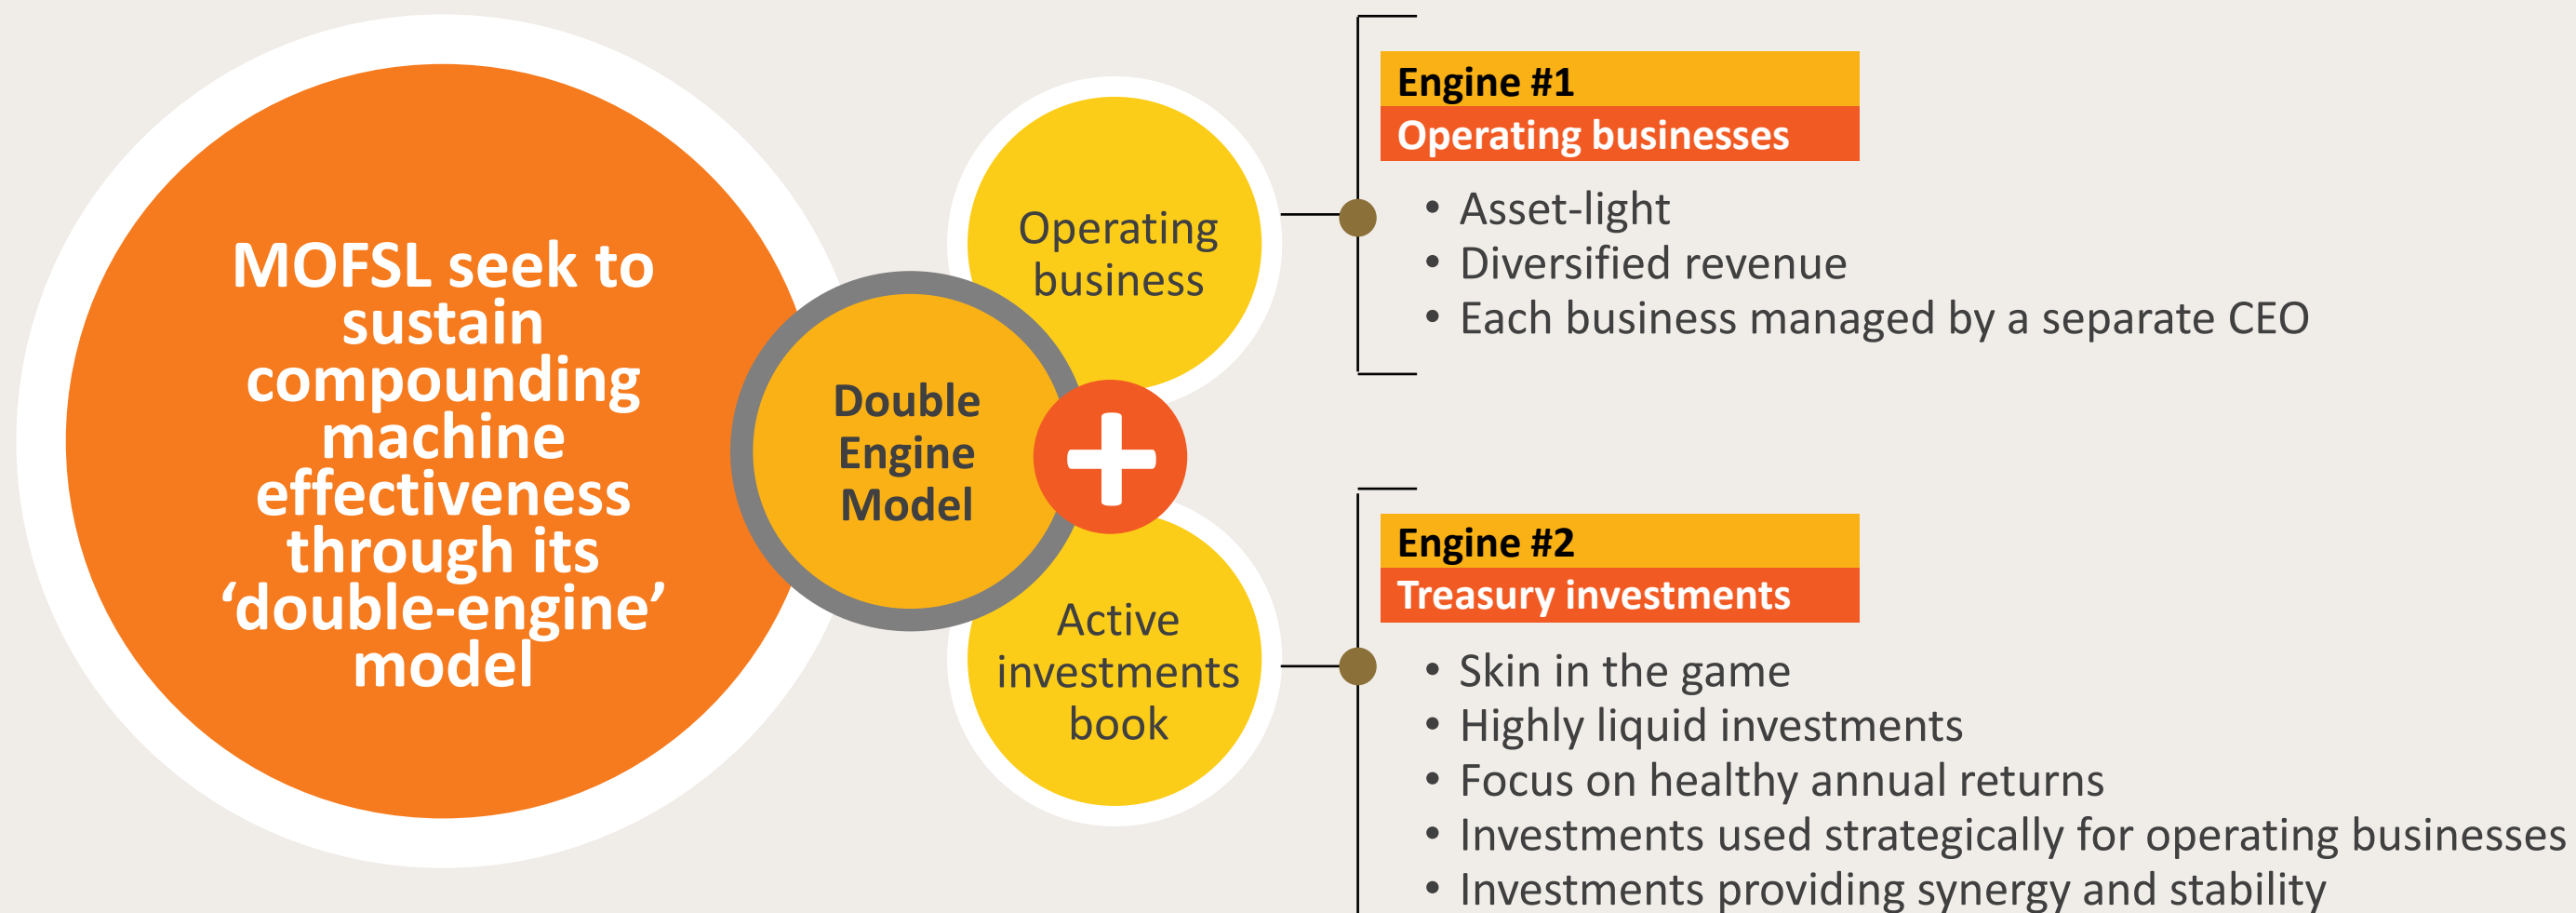 MOFSL seek to
sustain
compounding
machine
effectiveness
through its
‘double-engine’
model
Double
Engine
Model
Operating
business
+
Active
investments
book
Engine #1
Operating businesses
• Asset-light
• Diversified revenue
• Each business managed by a separate CEO
Engine #2
Treasury investments
• Skin in the game
• Highly liquid investments
• Focus on healthy annual returns
• Investments used strategically for operating businesses
• Investments providing synergy and stability